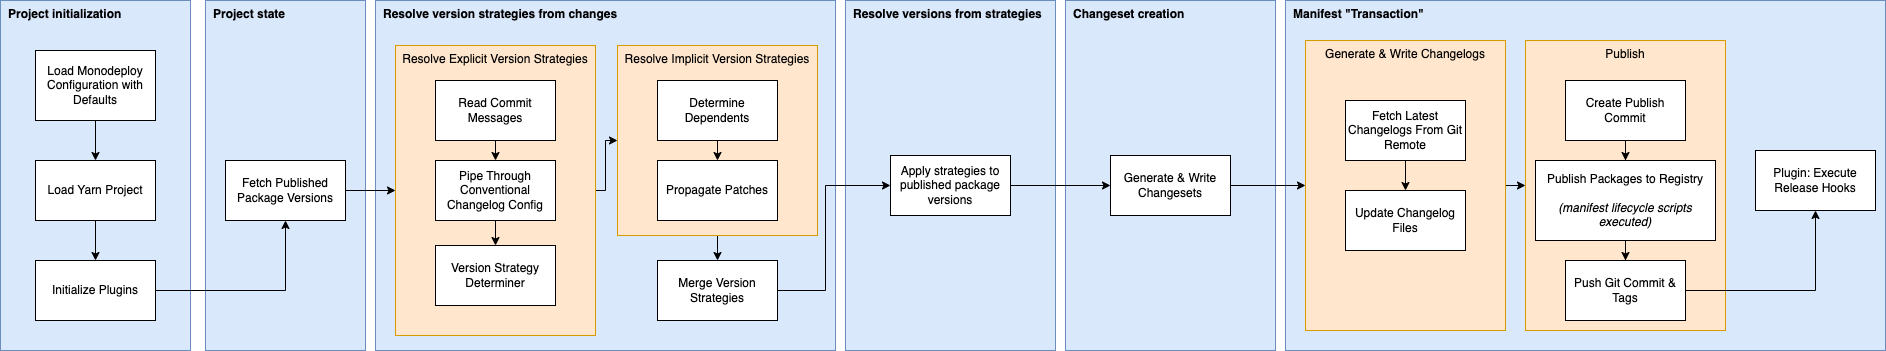 Project initialization
Load Monodeploy
Configuration with
Defaults
Load Yarn Project
Initialize Plugins
Project state
Fetch Published
Package Versions
Resolve version strategies from changes
Resolve Explicit Version Strategies
Read Commit
Messages
Pipe Through
Conventional
Changelog Config
Version Strategy
Determiner
Resolve Implicit Version Strategies
Determine
Dependents
Propagate Patches
Merge Version
Strategies
Resolve versions from strategies
Apply strategies to
published package
versions
Changeset creation
Generate & Write
Changesets
Manifest "Transaction"
Generate & Write Changelogs
Fetch Latest
Changelogs From Git
Remote
Update Changelog
Files
Publish
Create Publish
Commit
Publish Packages to Registry
(manifest lifecycle scripts
executed)
Push Git Commit &
Tags
Plugin: Execute
Release Hooks